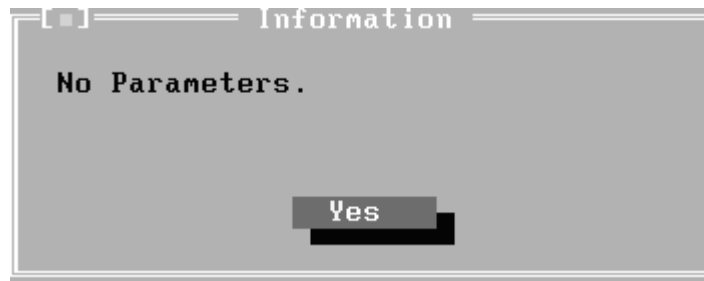 [■] Information
No Parameters.
Yes